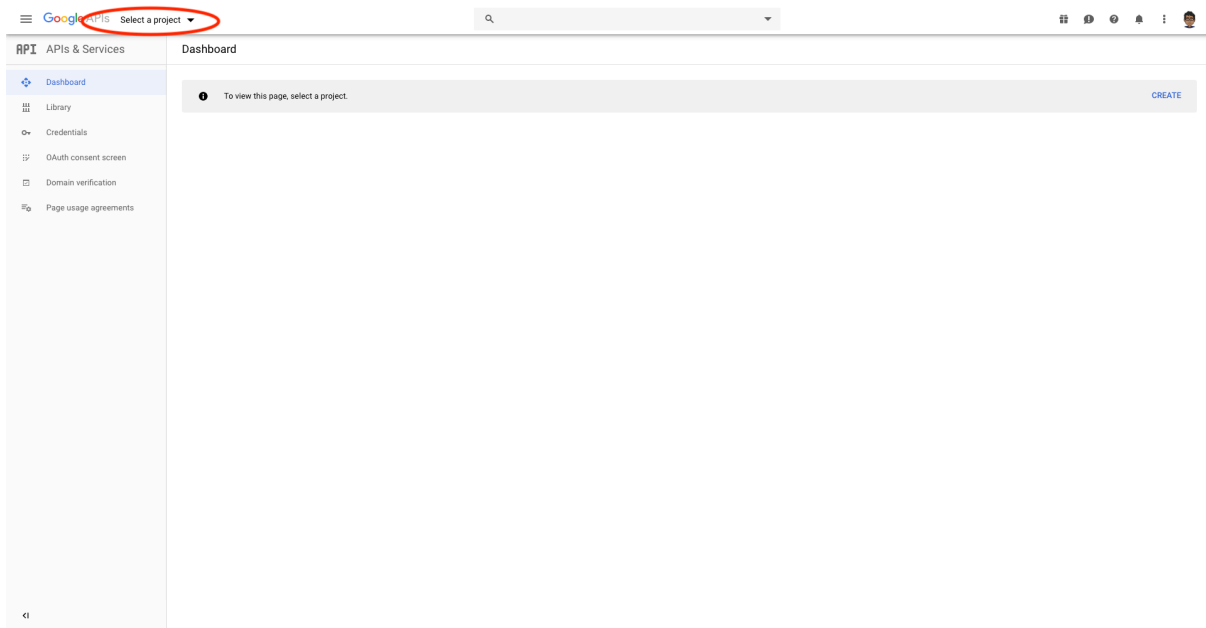 Google APIs Select a project
API APIs & Services
Dashboard
Dashboard
Library
Credentials
OAuth consent screen
Domain verification
Page usage agreements
To view this page, select a project.
CREATE